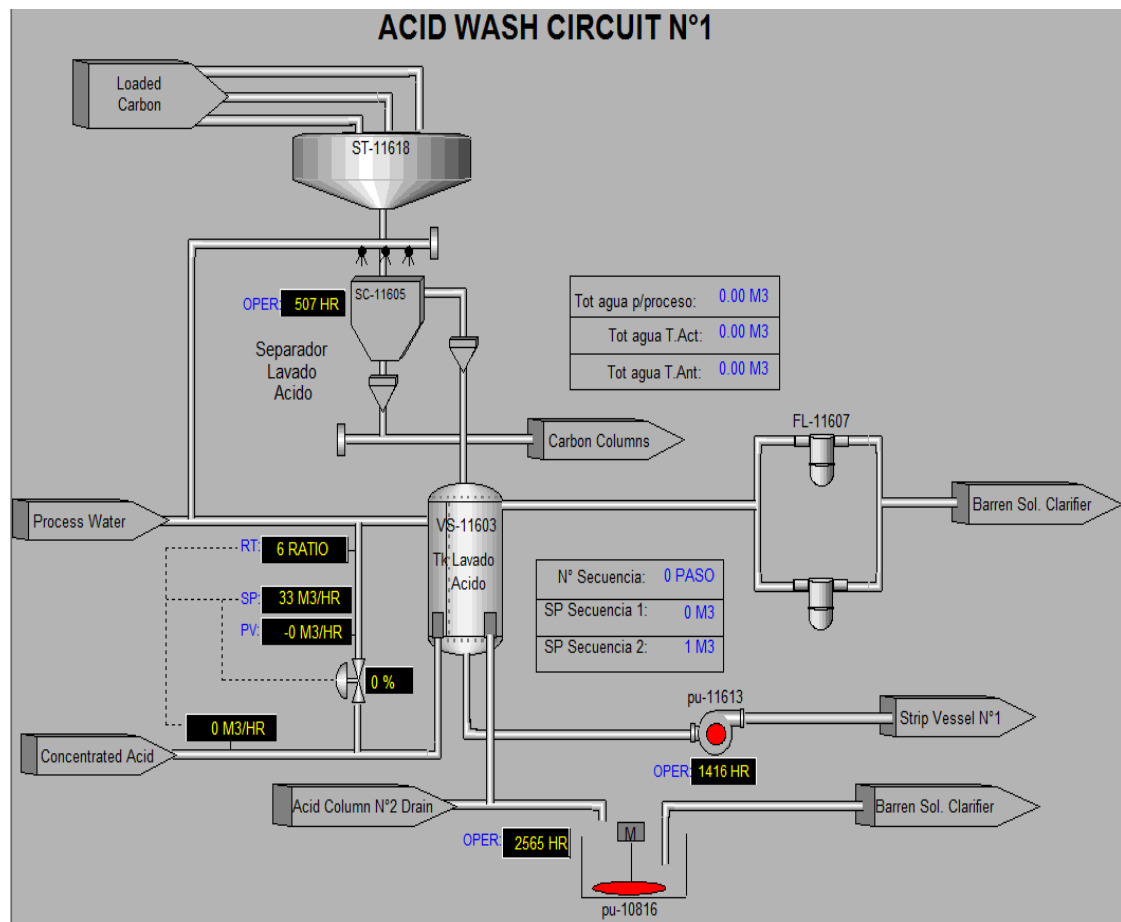 ACID WASH CIRCUIT N°1
Loaded
Carbon
ST-11618
OPER: 507 HR
SC-11605
Separador
Lavado
Acido
Tot agua p/proceso: 0.00 M3
Tot agua T.Act: 0.00 M3
Tot agua T.Ant: 0.00 M3
Carbon Columns
FL-11607
Barren Sol. Clarifier
Process Water
VS-11603
Tk Lavado
Acido
RT: 6 RATIO
SP: 33 M3/HR
PV: -0 M3/HR
0 %
N° Secuencia: 0 PASO
SP Secuencia 1: 0 M3
SP Secuencia 2: 1 M3
0 M3/HR
Concentrated Acid
pu-11613
Strip Vessel N°1
OPER: 1416 HR
Acid Column N°2 Drain
Barren Sol. Clarifier
OPER: 2565 HR
M
pu-10816